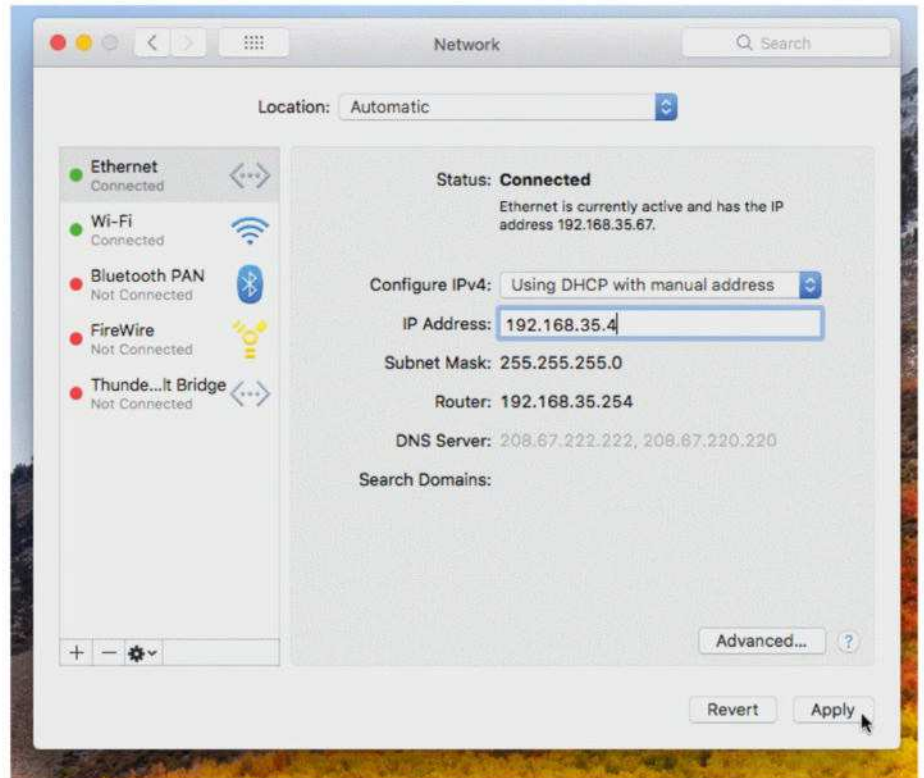 Network
Search
Location: Automatic
Ethernet
Connected
Wi-Fi
Connected
Bluetooth PAN
Not Connected
FireWire
Not Connected
Thunde...lt Bridge
Not Connected
Status: Connected
Ethernet is currently active and has the IP
address 192.168.35.67.
Configure IPv4: Using DHCP with manual address
IP Address: 192.168.35.4
Subnet Mask: 255.255.255.0
Router: 192.168.35.254
DNS Server: 208.67.222.222, 208.67.220.220
Search Domains:
+ −
Advanced... ?
Revert Apply